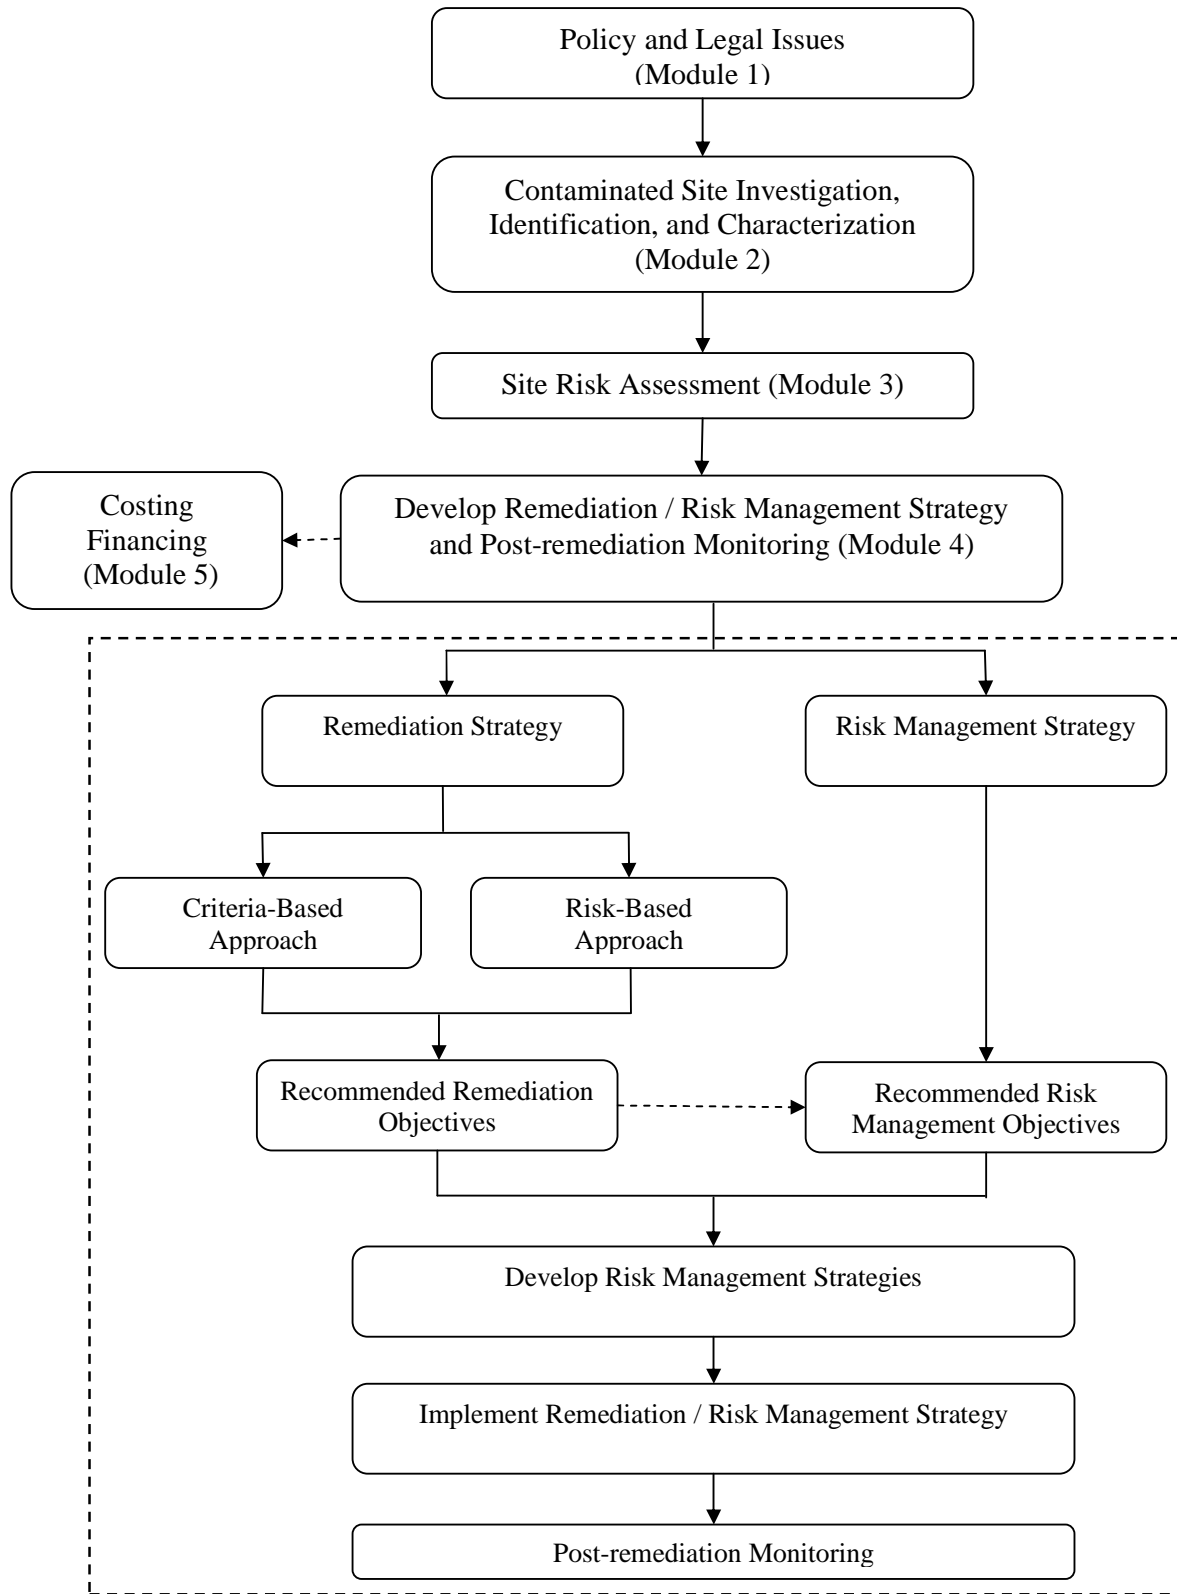 Policy and Legal Issues
(Module 1)
Contaminated Site Investigation,
Identification, and Characterization
(Module 2)
Site Risk Assessment (Module 3)
Costing
Financing
(Module 5)
Develop Remediation / Risk Management Strategy
and Post-remediation Monitoring (Module 4)
Remediation Strategy
Risk Management Strategy
Criteria-Based
Approach
Risk-Based
Approach
Recommended Remediation
Objectives
Recommended Risk
Management Objectives
Develop Risk Management Strategies
Implement Remediation / Risk Management Strategy
Post-remediation Monitoring